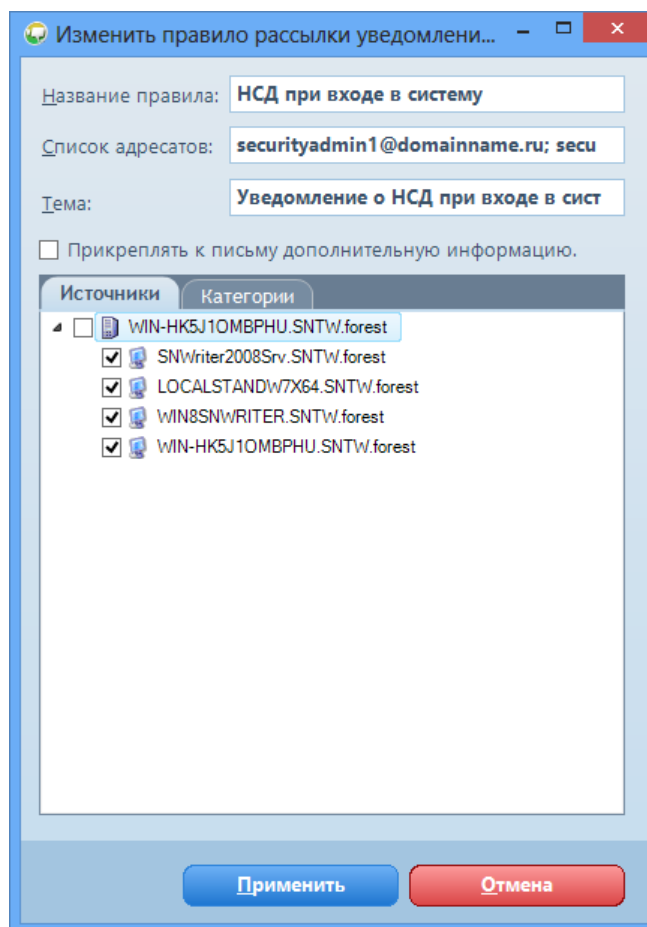 Изменить правило рассылки уведомлени...
Название правила: НСД при входе в систему
Список адресатов: securityadmin1@domainname.ru; secu
Тема: Уведомление о НСД при входе в сист
Прикреплять к письму дополнительную информацию.
Источники Категории
WIN-HK5J1OMBPHU.SNTW.forest
SNWriter2008Srv.SNTW.forest
LOCALSTANDW7X64.SNTW.forest
WIN8SNWRITER.SNTW.forest
WIN-HK5J1OMBPHU.SNTW.forest
Применить Отмена